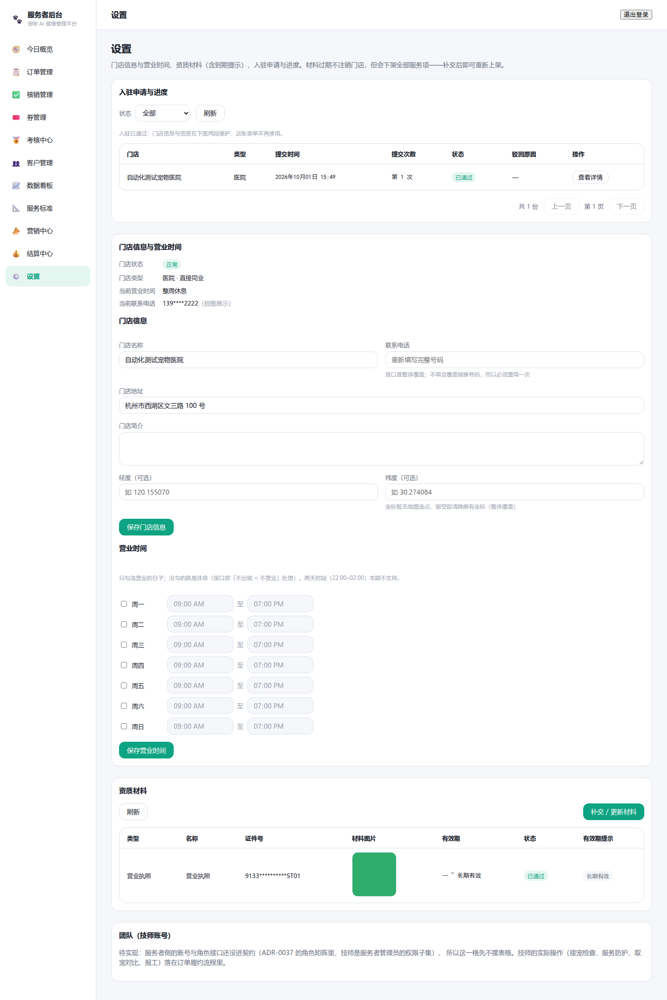 服务者后台
宠物 AI 健康管理平台
今日概览
订单管理
核销管理
券管理
考核中心
客户管理
数据看板
服务标准
营销中心
结算中心
设置
设置
退出登录
设置
门店信息与营业时间、资质材料（含到期提示）、入驻申请与进度。材料过期不注销门店，但会下架全部服务项——补交后即可重新上架。
入驻申请与进度
状态 全部 刷新
入驻已通过：门店信息与资质在下面两段维护，这张表单不再使用。
门店 类型 提交时间 提交次数 状态 驳回原因 操作
自动化测试宠物医院 医院 2026年10月01日 15:49 第 1 次 已通过 — 查看详情
共 1 份 上一页 第 1 页 下一页
门店信息与营业时间
门店状态 正常
门店类型 医院 · 直接同业
当前营业时间 整周休息
当前联系电话 139****2222（脱敏展示）
门店信息
门店名称 联系电话
自动化测试宠物医院 重新填写完整号码
接口是整体覆盖；不填会覆盖掉原号码，所以必须重填一次
门店地址
杭州市西湖区文三路 100 号
门店简介
经度（可选） 纬度（可选）
如 120.155070 如 30.274084
坐标暂无地图选点，留空即清除原有坐标（整体覆盖）
保存门店信息
营业时间
只勾选营业的日子；没勾的就是休息（接口按「不出现 = 不营业」处理）。跨天时段（22:00–02:00）本期不支持。
周一 09:00 AM 至 07:00 PM
周二 09:00 AM 至 07:00 PM
周三 09:00 AM 至 07:00 PM
周四 09:00 AM 至 07:00 PM
周五 09:00 AM 至 07:00 PM
周六 09:00 AM 至 07:00 PM
周日 09:00 AM 至 07:00 PM
保存营业时间
资质材料
刷新 补交 / 更新材料
类型 名称 证件号 材料图片 有效期 状态 有效期提示
营业执照 营业执照 9133**********ST01 — ~ 长期有效 已通过 长期有效
团队（技师账号）
待实现：服务者侧的账号与角色接口还没进契约（ADR-0037 的角色矩阵里，技师是服务者管理员的权限子集）， 所以这一格先不摆表格。技师的实际操作（接宠检查、服务防护、取
宠对比、报工）落在订单履约流程里。